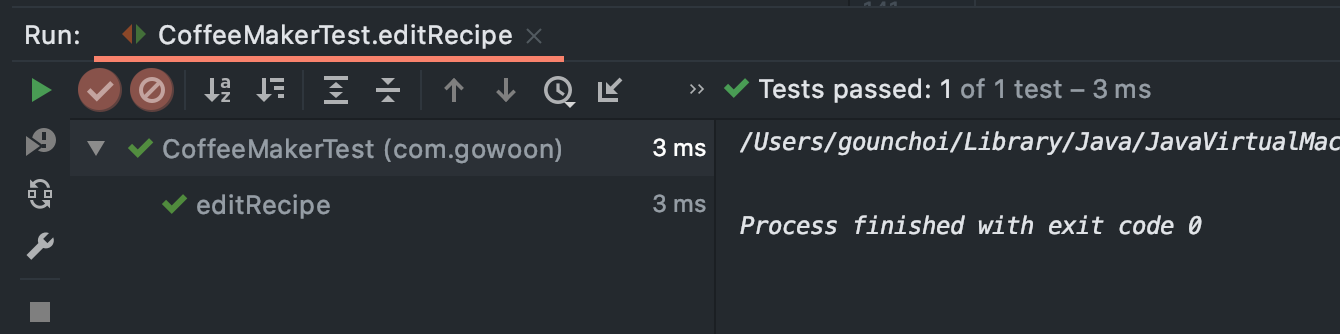 Run: CoffeeMakerTest.editRecipe
Tests passed: 1 of 1 test – 3 ms
CoffeeMakerTest (com.gowoon) 3 ms
editRecipe 3 ms
/Users/gounchoi/Library/Java/JavaVirtualMac
Process finished with exit code 0